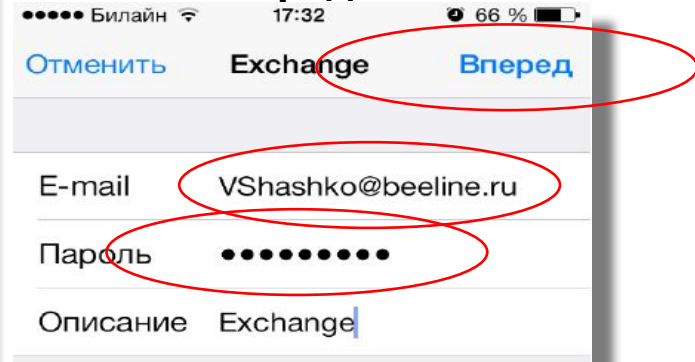 ●●●●● Билайн 17:32 66 %
Отменить Exchange Вперед
E-mail VShashko@beeline.ru
Пароль ●●●●●●●●●
Описание Exchange